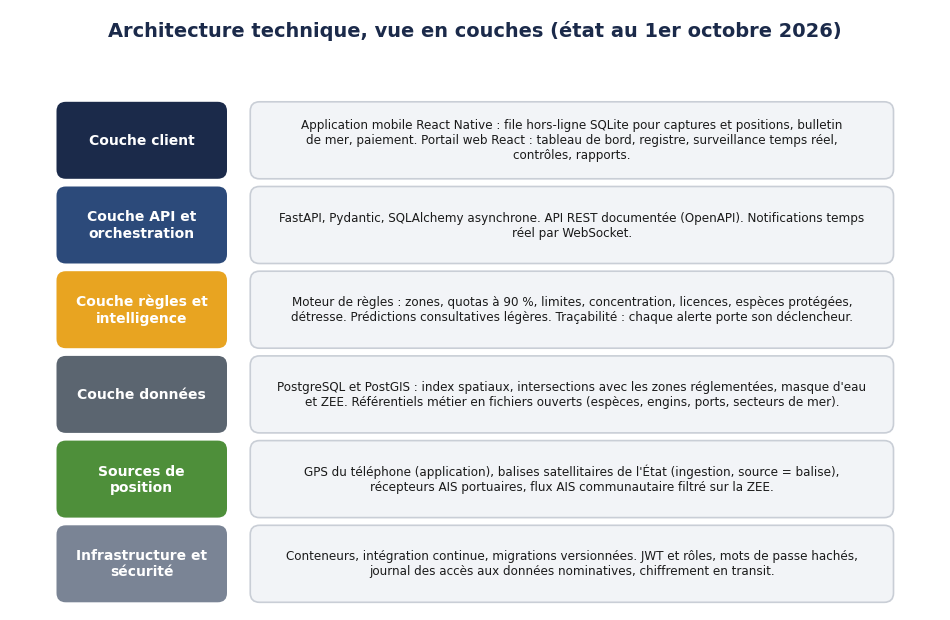 Architecture technique, vue en couches (état au 1er octobre 2026)
Couche client
Application mobile React Native : file hors-ligne SQLite pour captures et positions, bulletin
de mer, paiement. Portail web React : tableau de bord, registre, surveillance temps réel,
contrôles, rapports.
Couche API et
orchestration
FastAPI, Pydantic, SQLAlchemy asynchrone. API REST documentée (OpenAPI). Notifications temps
réel par WebSocket.
Couche règles et
intelligence
Moteur de règles : zones, quotas à 90 %, limites, concentration, licences, espèces protégées,
détresse. Prédictions consultatives légères. Traçabilité : chaque alerte porte son déclencheur.
Couche données
PostgreSQL et PostGIS : index spatiaux, intersections avec les zones réglementées, masque d'eau
et ZEE. Référentiels métier en fichiers ouverts (espèces, engins, ports, secteurs de mer).
Sources de
position
GPS du téléphone (application), balises satellitaires de l'État (ingestion, source = balise),
récepteurs AIS portuaires, flux AIS communautaire filtré sur la ZEE.
Infrastructure et
sécurité
Conteneurs, intégration continue, migrations versionnées. JWT et rôles, mots de passe hachés,
journal des accès aux données nominatives, chiffrement en transit.